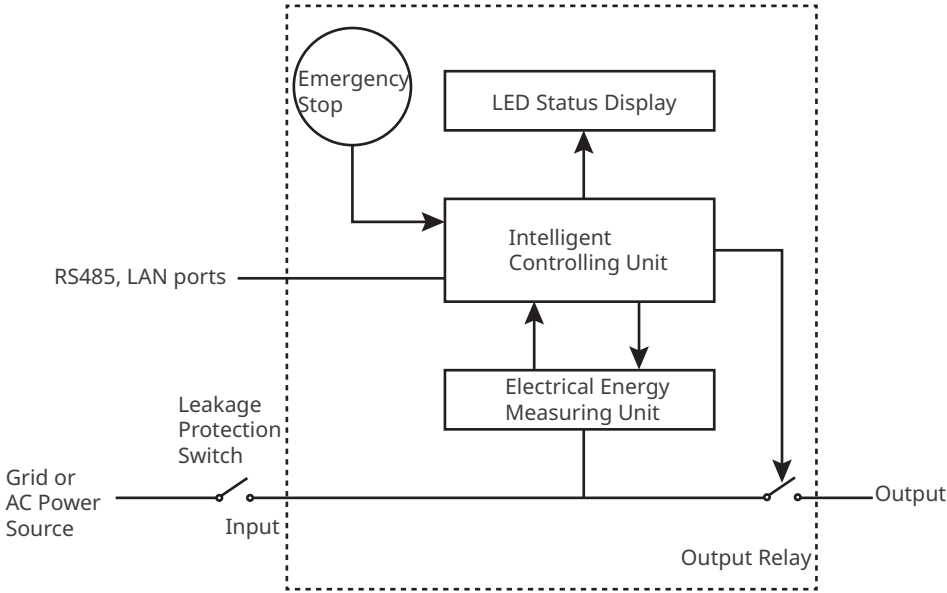 Emergency
Stop
LED Status Display
Intelligent
Controlling Unit
RS485, LAN ports
Electrical Energy
Measuring Unit
Leakage
Protection
Switch
Grid or
AC Power
Source
Input
Output
Output Relay